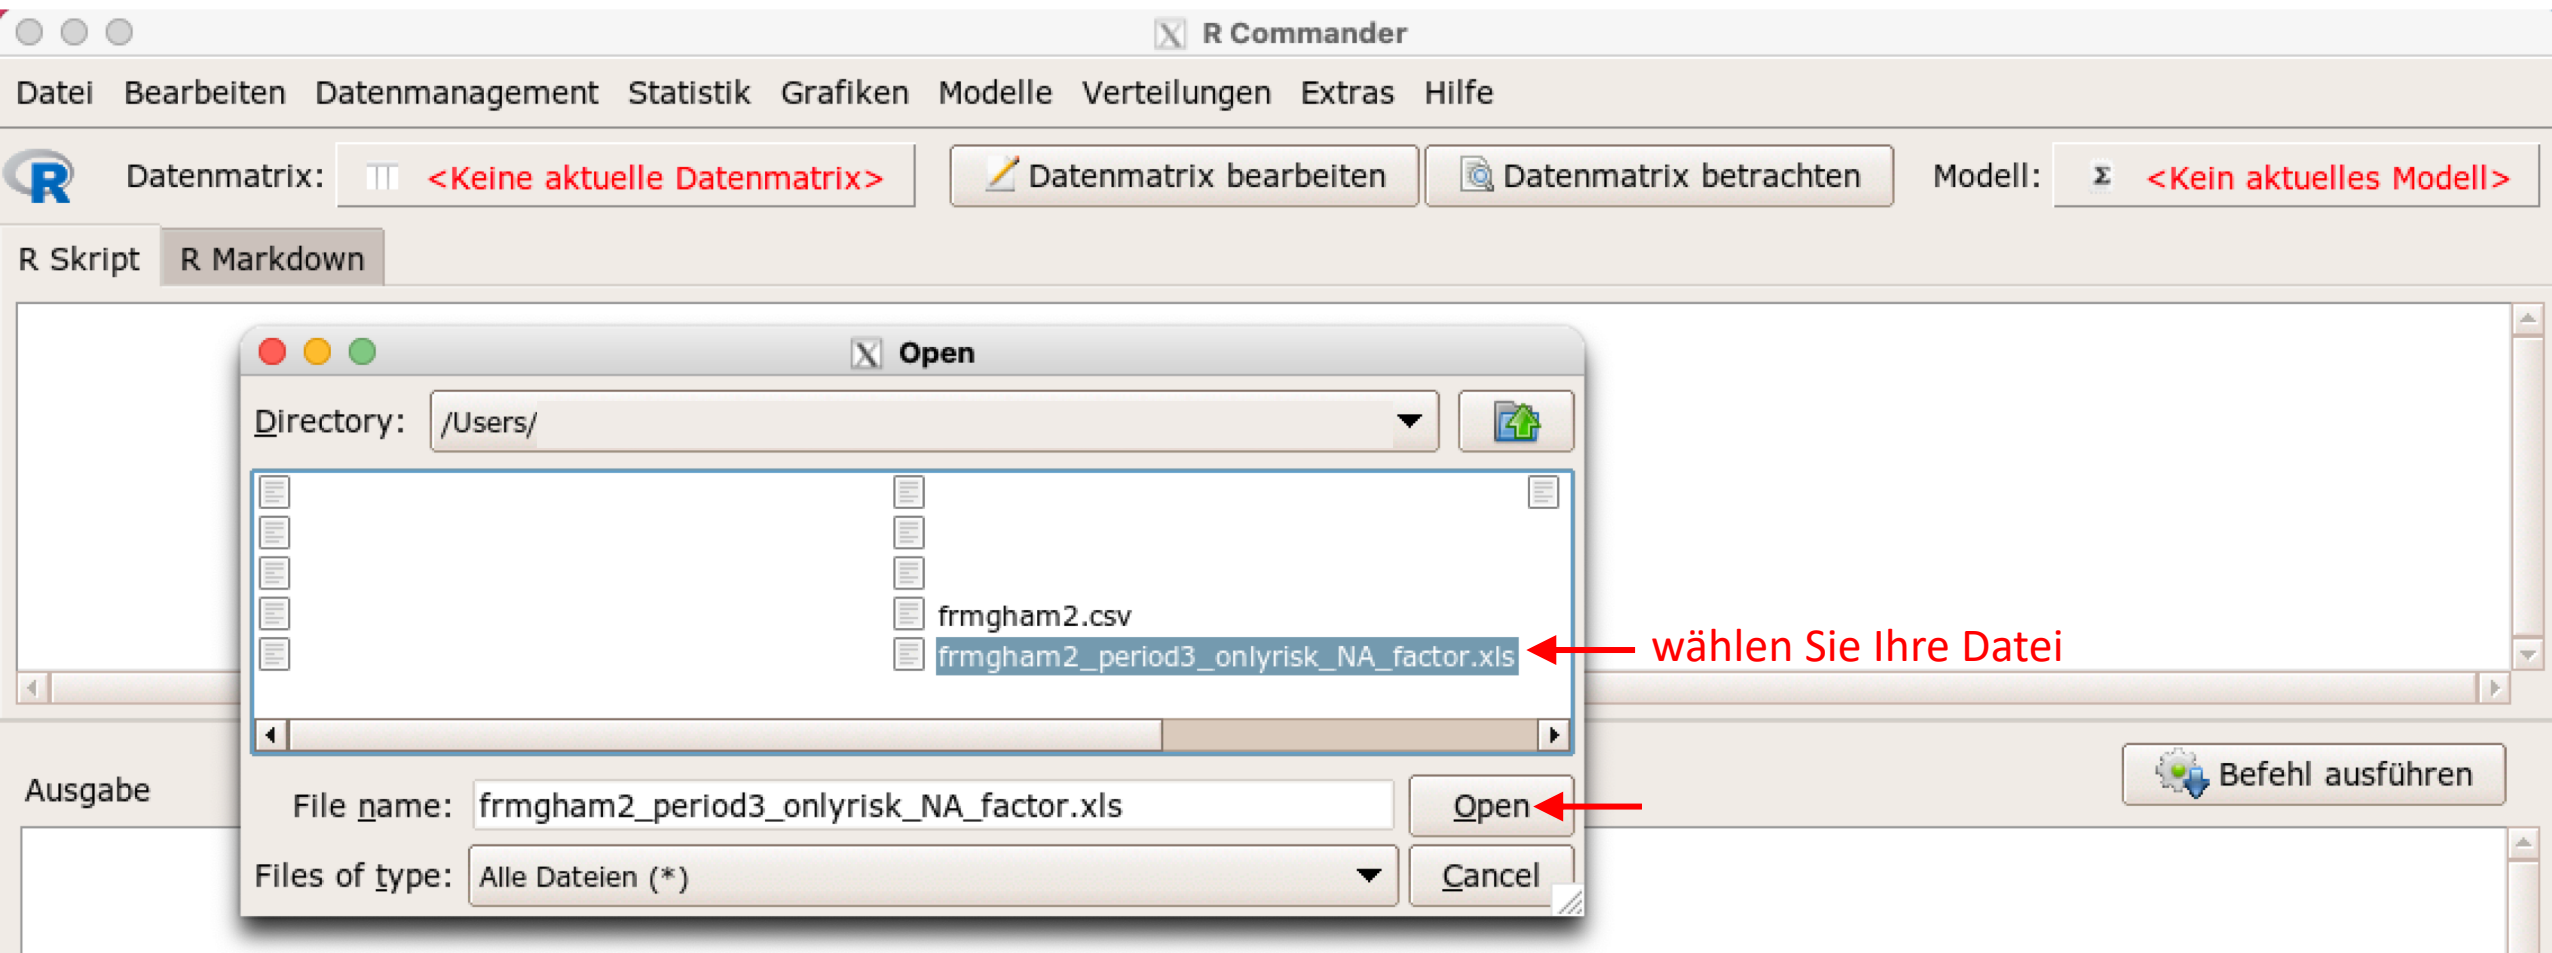 R Commander
Datei Bearbeiten Datenmanagement Statistik Grafiken Modelle Verteilungen Extras Hilfe
R Datenmatrix: <Keine aktuelle Datenmatrix> Datenmatrix bearbeiten Datenmatrix betrachten Modell: Σ <Kein aktuelles Modell>
R Skript R Markdown
Open
Directory: /Users/
frmgham2.csv
frmgham2_period3_onlyrisk_NA_factor.xls wählen Sie Ihre Datei
Ausgabe
Befehl ausführen
File name: frmgham2_period3_onlyrisk_NA_factor.xls Open
Files of type: Alle Dateien (*) Cancel